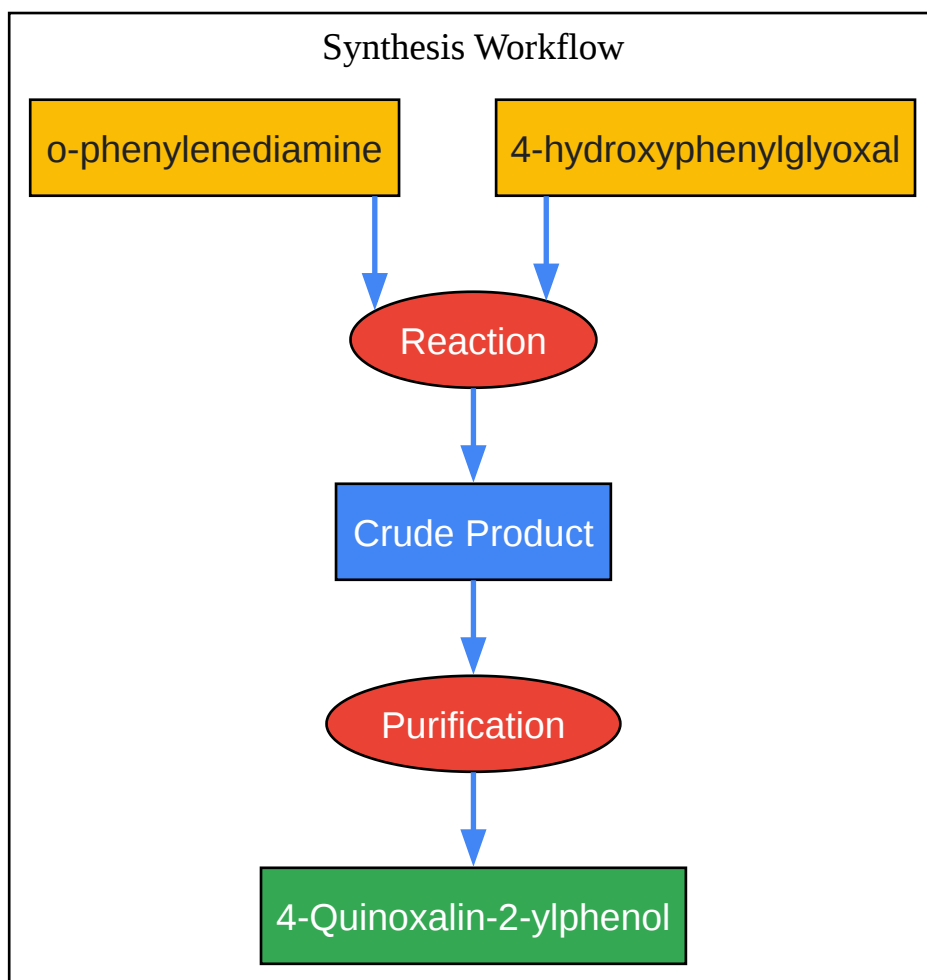 Synthesis Workflow
o-phenylenediamine
4-hydroxyphenylglyoxal
Reaction
Crude Product
Purification
4-Quinoxalin-2-ylphenol